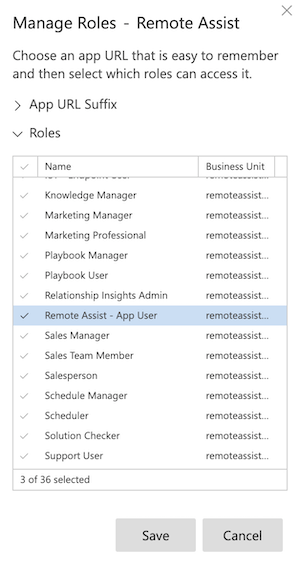 Manage Roles - Remote Assist
Choose an app URL that is easy to remember
and then select which roles can access it.
App URL Suffix
Roles
Name Business Unit
Knowledge Manager remoteassist...
Marketing Manager remoteassist...
Marketing Professional remoteassist...
Playbook Manager remoteassist...
Playbook User remoteassist...
Relationship Insights Admin remoteassist...
Remote Assist - App User remoteassist...
Sales Manager remoteassist...
Sales Team Member remoteassist...
Salesperson remoteassist...
Schedule Manager remoteassist...
Scheduler remoteassist...
Solution Checker remoteassist...
Support User remoteassist...
3 of 36 selected
Save Cancel